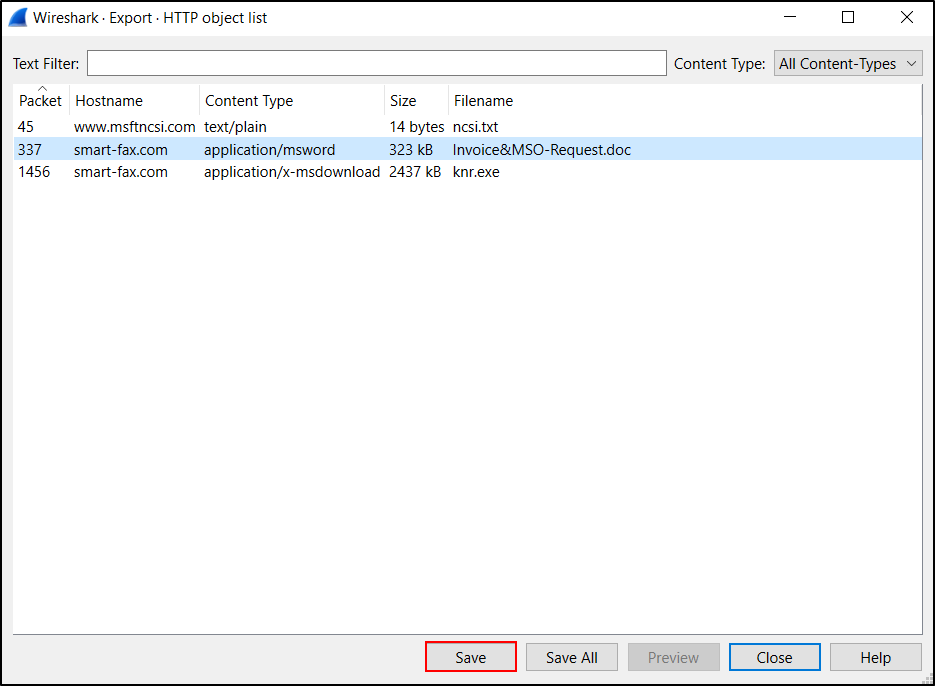 Wireshark · Export · HTTP object list
Text Filter: Content Type: All Content-Types
Packet Hostname Content Type Size Filename
45 www.msftncsi.com text/plain 14 bytes ncsi.txt
337 smart-fax.com application/msword 323 kB Invoice&MSO-Request.doc
1456 smart-fax.com application/x-msdownload 2437 kB knr.exe
Save Save All Preview Close Help